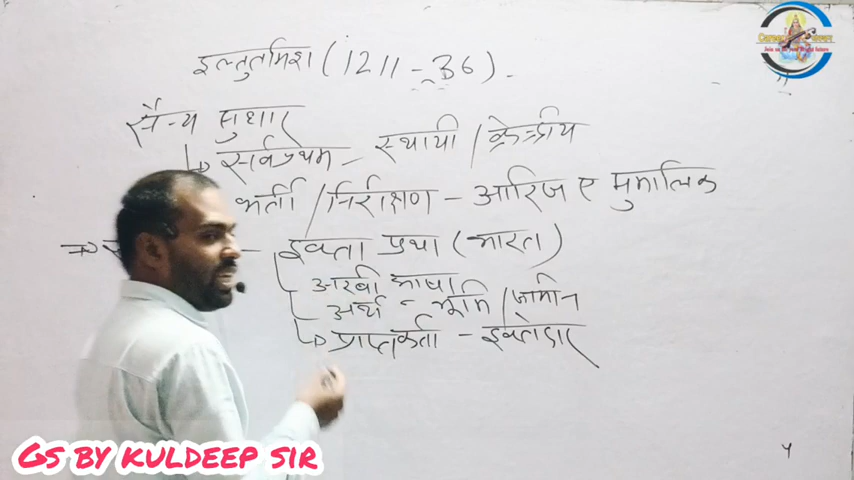 इल्तुतमिश (1211-36)
सैन्य सुधार
सर्वप्रथम - स्थायी / केन्द्रीय
भर्ती / निरीक्षण - आरिज ए मुमालिक
- इक्ता प्रथा (भारत)
अरबी भाषा
अर्थ - भूमि / जमीन
प्राप्तकर्ता - इक्तेदार
GS BY KULDEEP SIR